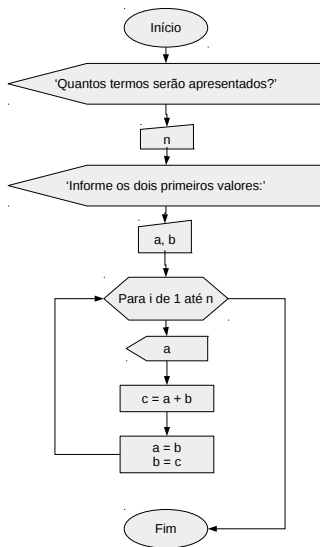 Início
‘Quantos termos serão apresentados?’
n
‘Informe os dois primeiros valores:’
a, b
Para i de 1 até n
a
c = a + b
a = b
b = c
Fim